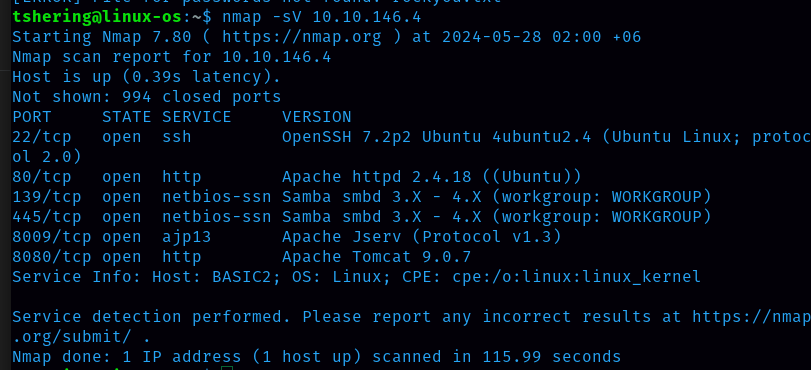 tshering@linux-os:~$ nmap -sV 10.10.146.4
Starting Nmap 7.80 ( https://nmap.org ) at 2024-05-28 02:00 +06
Nmap scan report for 10.10.146.4
Host is up (0.39s latency).
Not shown: 994 closed ports
PORT     STATE SERVICE     VERSION
22/tcp   open  ssh         OpenSSH 7.2p2 Ubuntu 4ubuntu2.4 (Ubuntu Linux; protoc
ol 2.0)
80/tcp   open  http        Apache httpd 2.4.18 ((Ubuntu))
139/tcp  open  netbios-ssn Samba smbd 3.X - 4.X (workgroup: WORKGROUP)
445/tcp  open  netbios-ssn Samba smbd 3.X - 4.X (workgroup: WORKGROUP)
8009/tcp open  ajp13       Apache Jserv (Protocol v1.3)
8080/tcp open  http        Apache Tomcat 9.0.7
Service Info: Host: BASIC2; OS: Linux; CPE: cpe:/o:linux:linux_kernel

Service detection performed. Please report any incorrect results at https://nmap
.org/submit/ .
Nmap done: 1 IP address (1 host up) scanned in 115.99 seconds